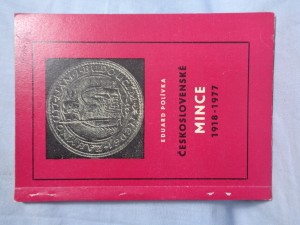 EDUARD POLÍVKA
ČESKOSLOVENSKÉ
MINCE
1918-1977